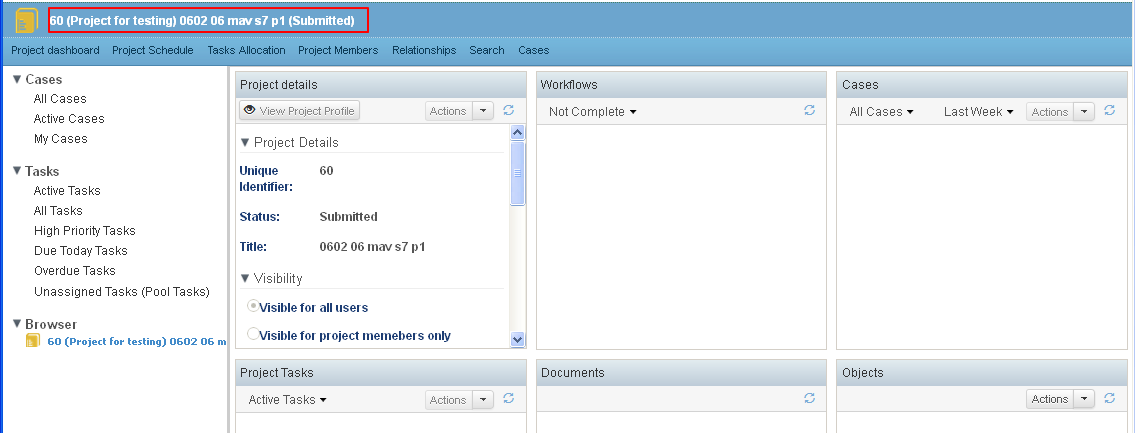 60 (Project for testing) 0602 06 mav s7 p1 (Submitted)
Project dashboard Project Schedule Tasks Allocation Project Members Relationships Search Cases
Cases
All Cases
Active Cases
My Cases
Tasks
Active Tasks
All Tasks
High Priority Tasks
Due Today Tasks
Overdue Tasks
Unassigned Tasks (Pool Tasks)
Browser
60 (Project for testing) 0602 06 m
Project details
View Project Profile Actions
Project Details
Unique Identifier: 60
Status: Submitted
Title: 0602 06 mav s7 p1
Visibility
Visible for all users
Visible for project memebers only
Workflows
Not Complete
Cases
All Cases Last Week Actions
Project Tasks
Active Tasks Actions
Documents
Objects
Actions